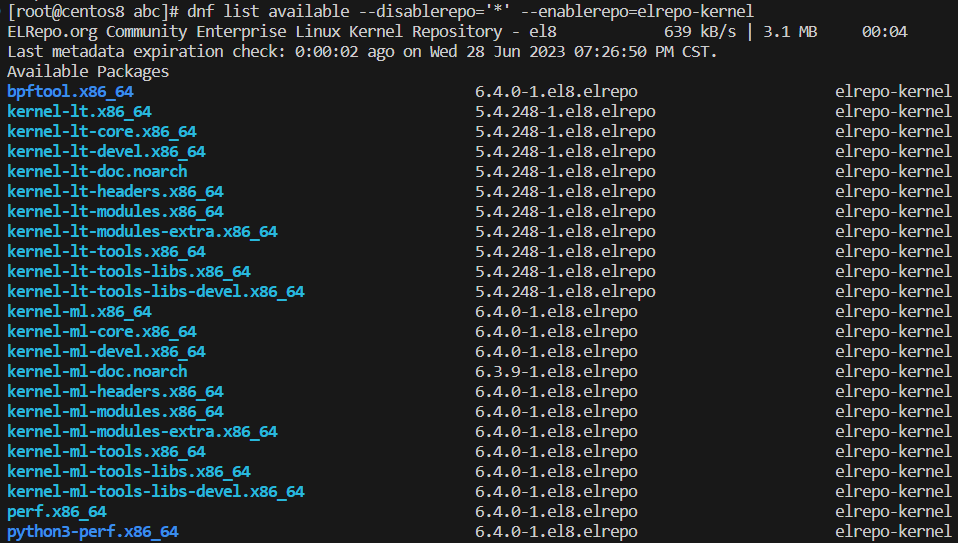 [root@centos8 abc]# dnf list available --disablerepo='*' --enablerepo=elrepo-kernel
ELRepo.org Community Enterprise Linux Kernel Repository - el8 639 kB/s | 3.1 MB 00:04
Last metadata expiration check: 0:00:02 ago on Wed 28 Jun 2023 07:26:50 PM CST.
Available Packages
bpftool.x86_64 6.4.0-1.el8.elrepo elrepo-kernel
kernel-lt.x86_64 5.4.248-1.el8.elrepo elrepo-kernel
kernel-lt-core.x86_64 5.4.248-1.el8.elrepo elrepo-kernel
kernel-lt-devel.x86_64 5.4.248-1.el8.elrepo elrepo-kernel
kernel-lt-doc.noarch 5.4.248-1.el8.elrepo elrepo-kernel
kernel-lt-headers.x86_64 5.4.248-1.el8.elrepo elrepo-kernel
kernel-lt-modules.x86_64 5.4.248-1.el8.elrepo elrepo-kernel
kernel-lt-modules-extra.x86_64 5.4.248-1.el8.elrepo elrepo-kernel
kernel-lt-tools.x86_64 5.4.248-1.el8.elrepo elrepo-kernel
kernel-lt-tools-libs.x86_64 5.4.248-1.el8.elrepo elrepo-kernel
kernel-lt-tools-libs-devel.x86_64 5.4.248-1.el8.elrepo elrepo-kernel
kernel-ml.x86_64 6.4.0-1.el8.elrepo elrepo-kernel
kernel-ml-core.x86_64 6.4.0-1.el8.elrepo elrepo-kernel
kernel-ml-devel.x86_64 6.4.0-1.el8.elrepo elrepo-kernel
kernel-ml-doc.noarch 6.3.9-1.el8.elrepo elrepo-kernel
kernel-ml-headers.x86_64 6.4.0-1.el8.elrepo elrepo-kernel
kernel-ml-modules.x86_64 6.4.0-1.el8.elrepo elrepo-kernel
kernel-ml-modules-extra.x86_64 6.4.0-1.el8.elrepo elrepo-kernel
kernel-ml-tools.x86_64 6.4.0-1.el8.elrepo elrepo-kernel
kernel-ml-tools-libs.x86_64 6.4.0-1.el8.elrepo elrepo-kernel
kernel-ml-tools-libs-devel.x86_64 6.4.0-1.el8.elrepo elrepo-kernel
perf.x86_64 6.4.0-1.el8.elrepo elrepo-kernel
python3-perf.x86_64 6.4.0-1.el8.elrepo elrepo-kernel